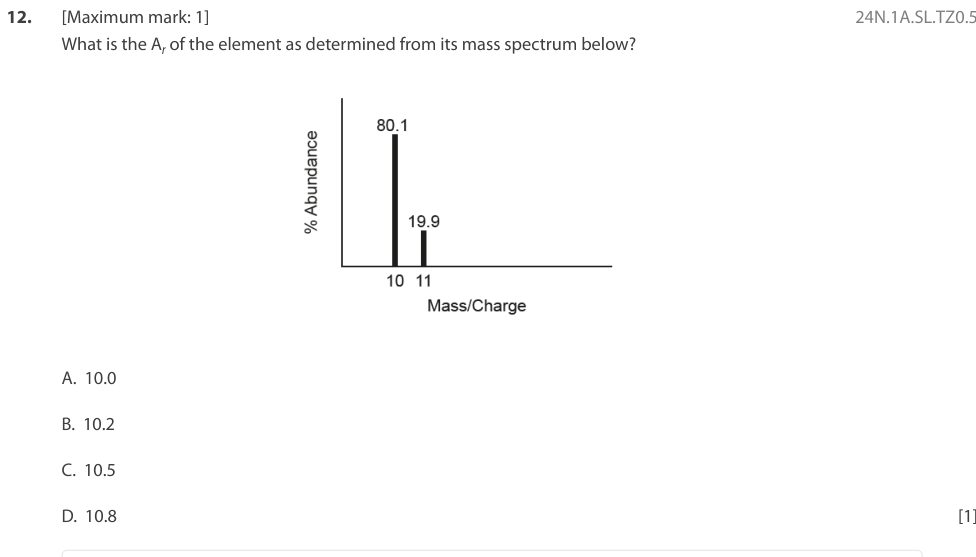 12. [Maximum mark: 1] 24N.1A.SL.TZ0.5
What is the Ar of the element as determined from its mass spectrum below?
% Abundance
80.1
19.9
10 11
Mass/Charge
A. 10.0
B. 10.2
C. 10.5
D. 10.8 [1]